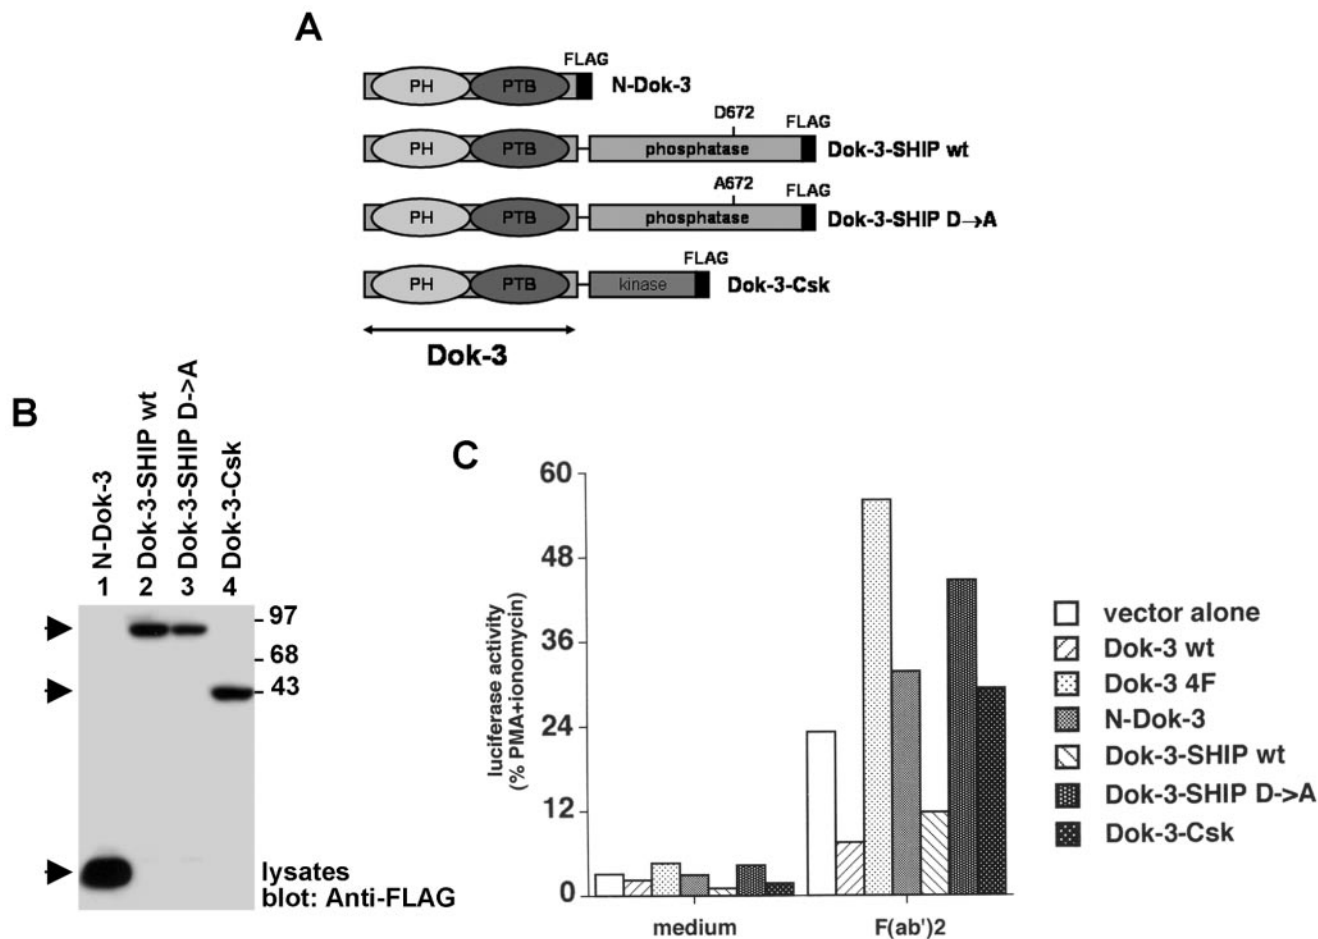 A
FLAG
PH PTB N-Dok-3
D672 FLAG
PH PTB phosphatase Dok-3-SHIP wt
A672 FLAG
PH PTB phosphatase Dok-3-SHIP D→A
FLAG
PH PTB kinase Dok-3-Csk
Dok-3
B
N-Dok-3
Dok-3-SHIP wt
Dok-3-SHIP D->A
Dok-3-Csk
1 2 3 4
97
68
43
lysates
blot: Anti-FLAG
C
luciferase activity
(% PMA+ionomycin)
60
48
36
24
12
0
medium F(ab')2
vector alone
Dok-3 wt
Dok-3 4F
N-Dok-3
Dok-3-SHIP wt
Dok-3-SHIP D->A
Dok-3-Csk